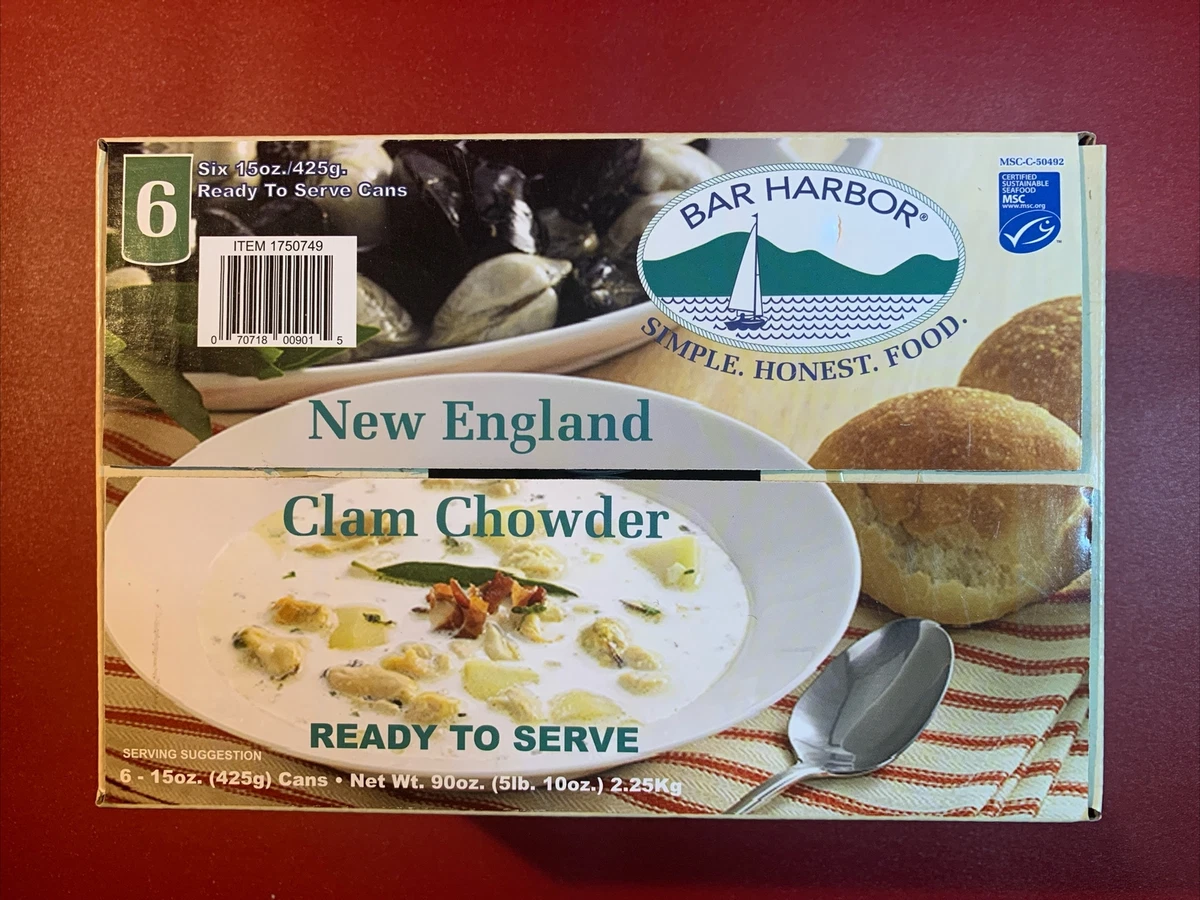 6
Six 15oz./425g.
Ready To Serve Cans
ITEM 1750749
0 70718 00901 5
BAR HARBOR®
SIMPLE. HONEST. FOOD.
MSC-C-50492
CERTIFIED
SUSTAINABLE
SEAFOOD
MSC
www.msc.org
TM
New England
Clam Chowder
READY TO SERVE
SERVING SUGGESTION
6 - 15oz. (425g) Cans • Net Wt. 90oz. (5lb. 10oz.) 2.25Kg